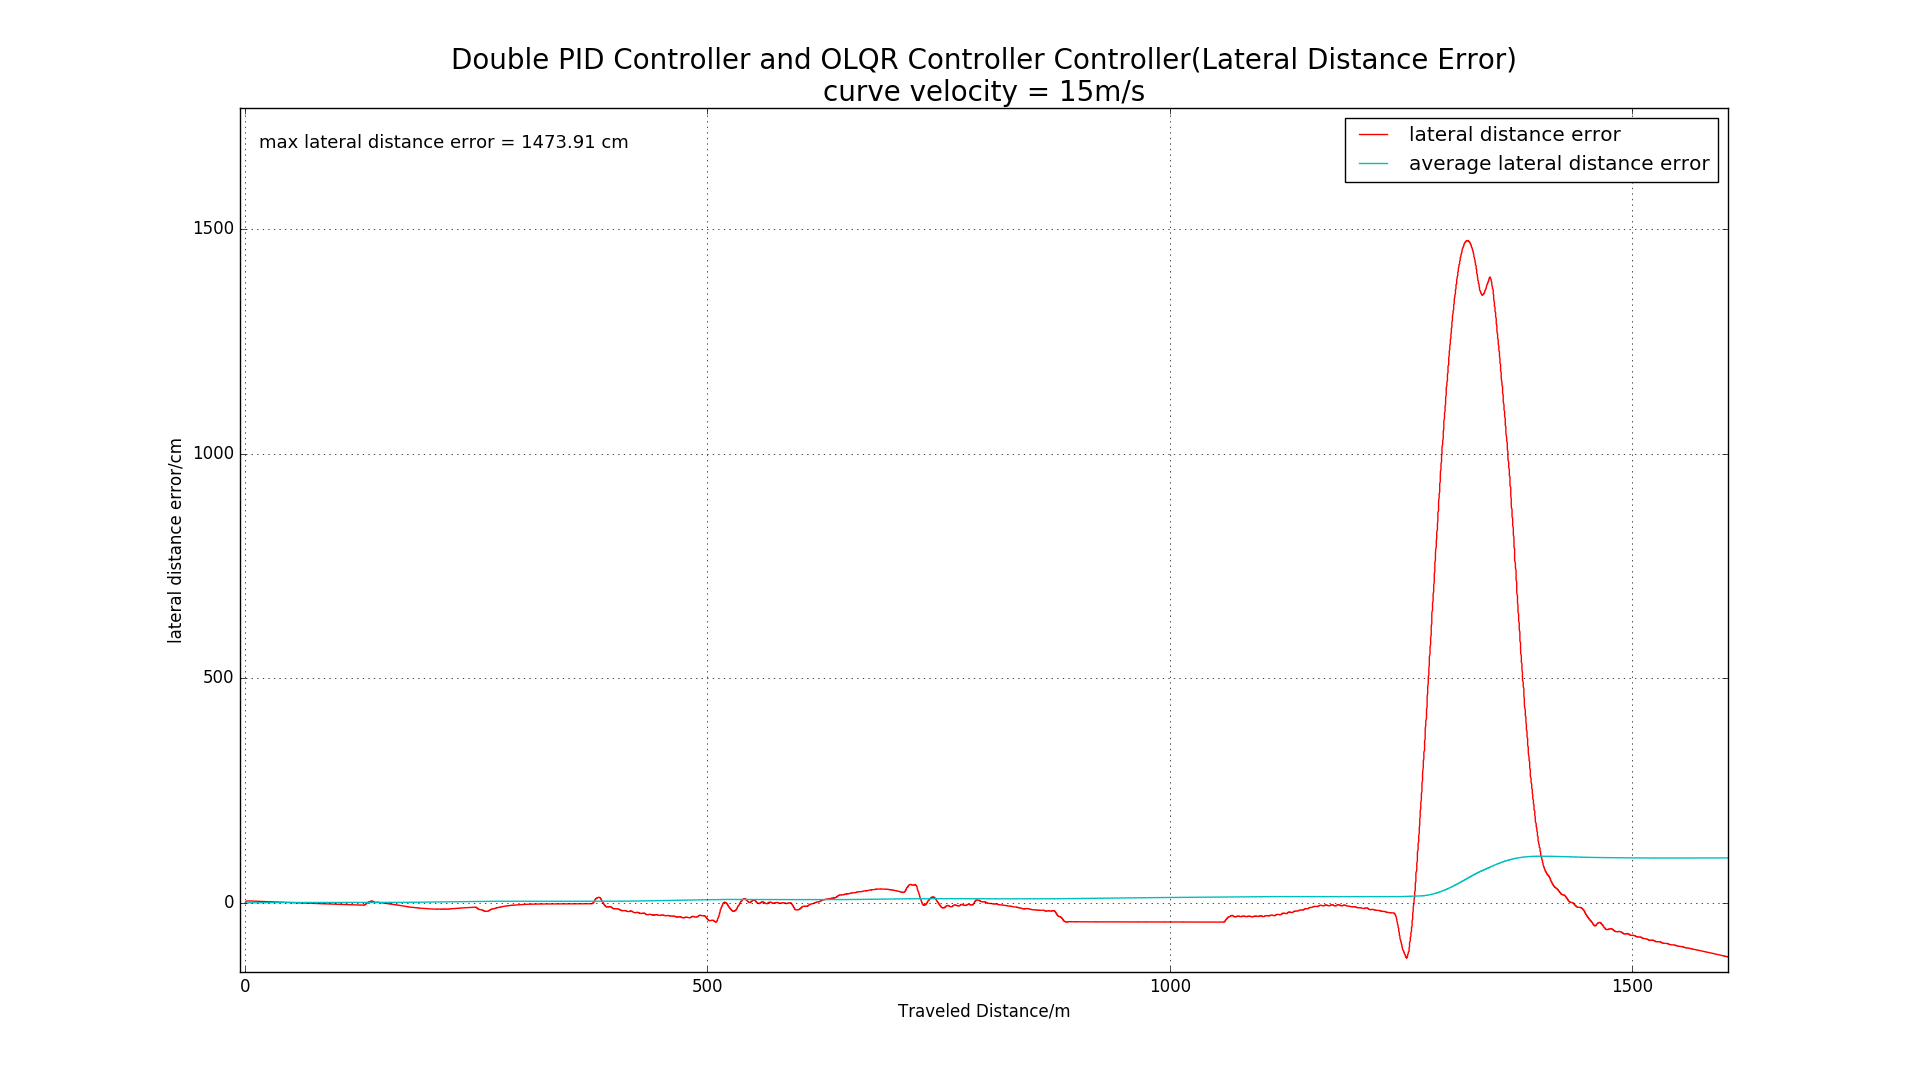 Double PID Controller and OLQR Controller Controller(Lateral Distance Error)
curve velocity = 15m/s
max lateral distance error = 1473.91 cm
lateral distance error
average lateral distance error
1500
1000
500
0
lateral distance error/cm
0
500
1000
1500
Traveled Distance/m